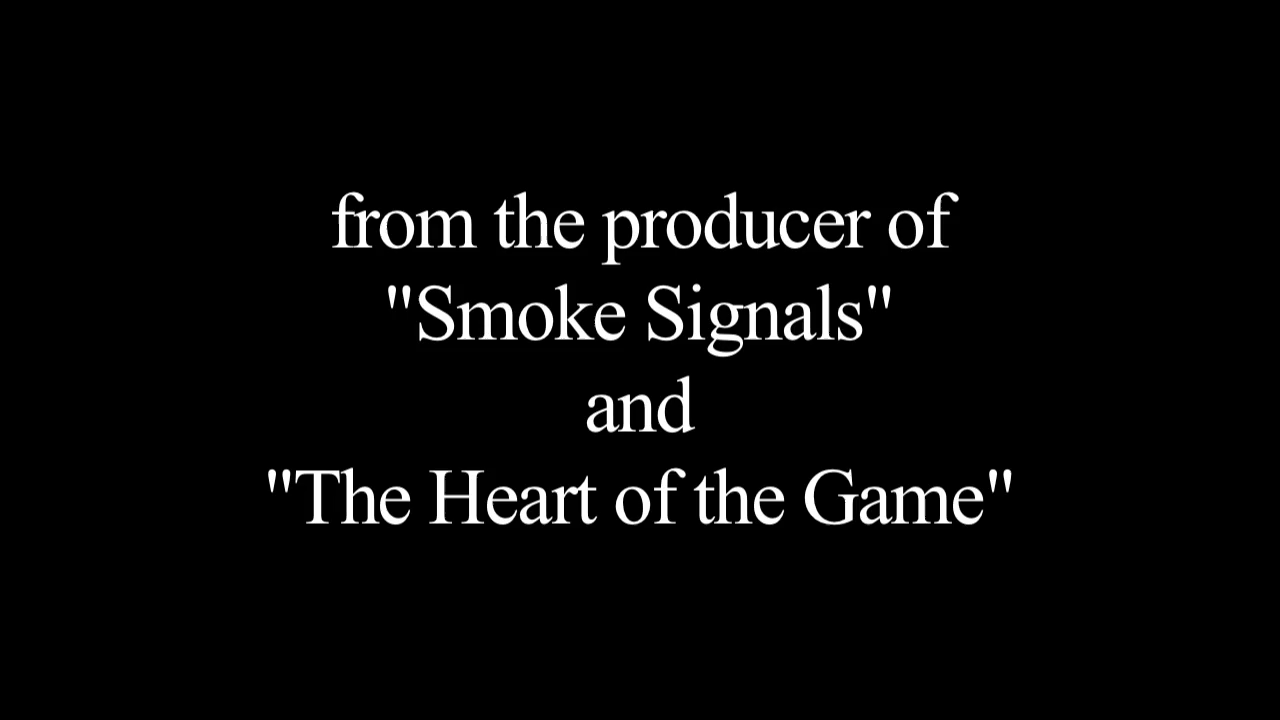 from the producer of
"Smoke Signals"
and
"The Heart of the Game"